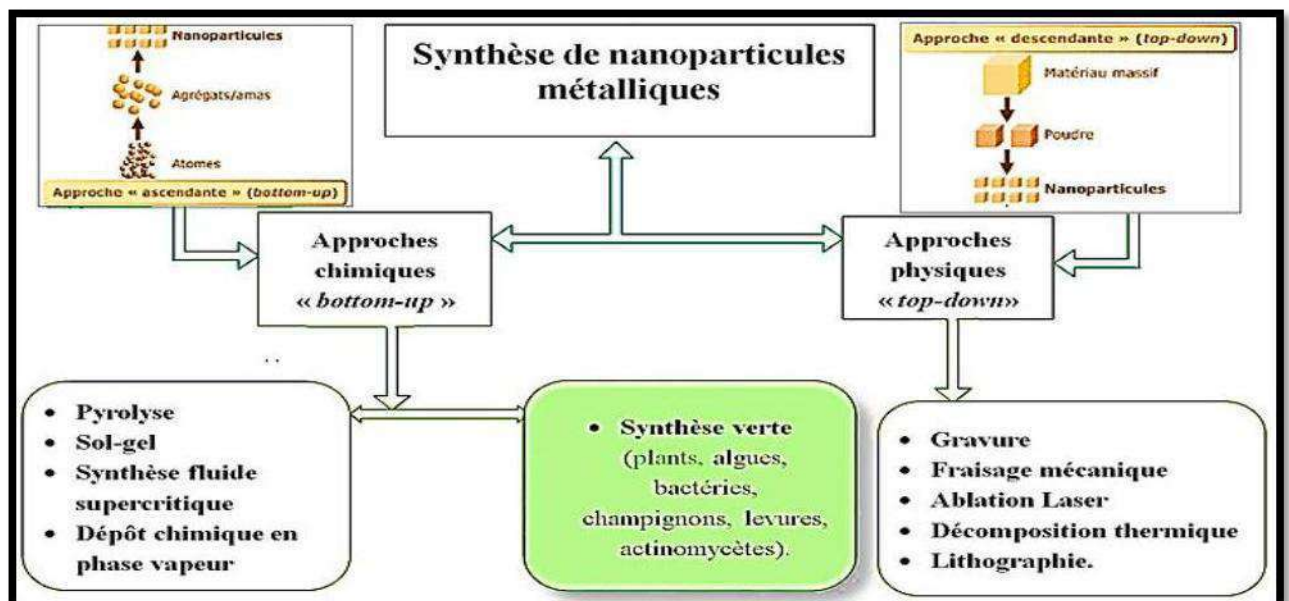 Nanoparticules
Agrégats/amas
Atomes
Approche « ascendante » (bottom-up)
Synthèse de nanoparticules
métalliques
Approche « descendante » (top-down)
Matériau massif
Poudre
Nanoparticules
Approches
chimiques
« bottom-up »
Approches
physiques
« top-down»
• Pyrolyse
• Sol-gel
• Synthèse fluide
supercritique
• Dépôt chimique en
phase vapeur
• Synthèse verte
(plants, algues,
bactéries,
champignons, levures,
actinomycètes).
• Gravure
• Fraisage mécanique
• Ablation Laser
• Décomposition thermique
• Lithographie.